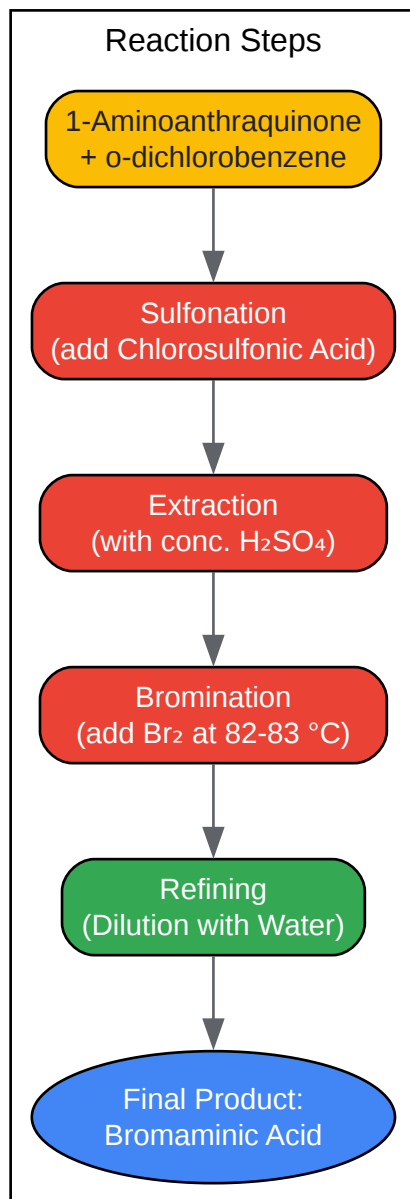 Reaction Steps
1-Aminoanthraquinone
+ o-dichlorobenzene
Sulfonation
(add Chlorosulfonic Acid)
Extraction
(with conc. H₂SO₄)
Bromination
(add Br₂ at 82-83 °C)
Refining
(Dilution with Water)
Final Product:
Bromaminic Acid